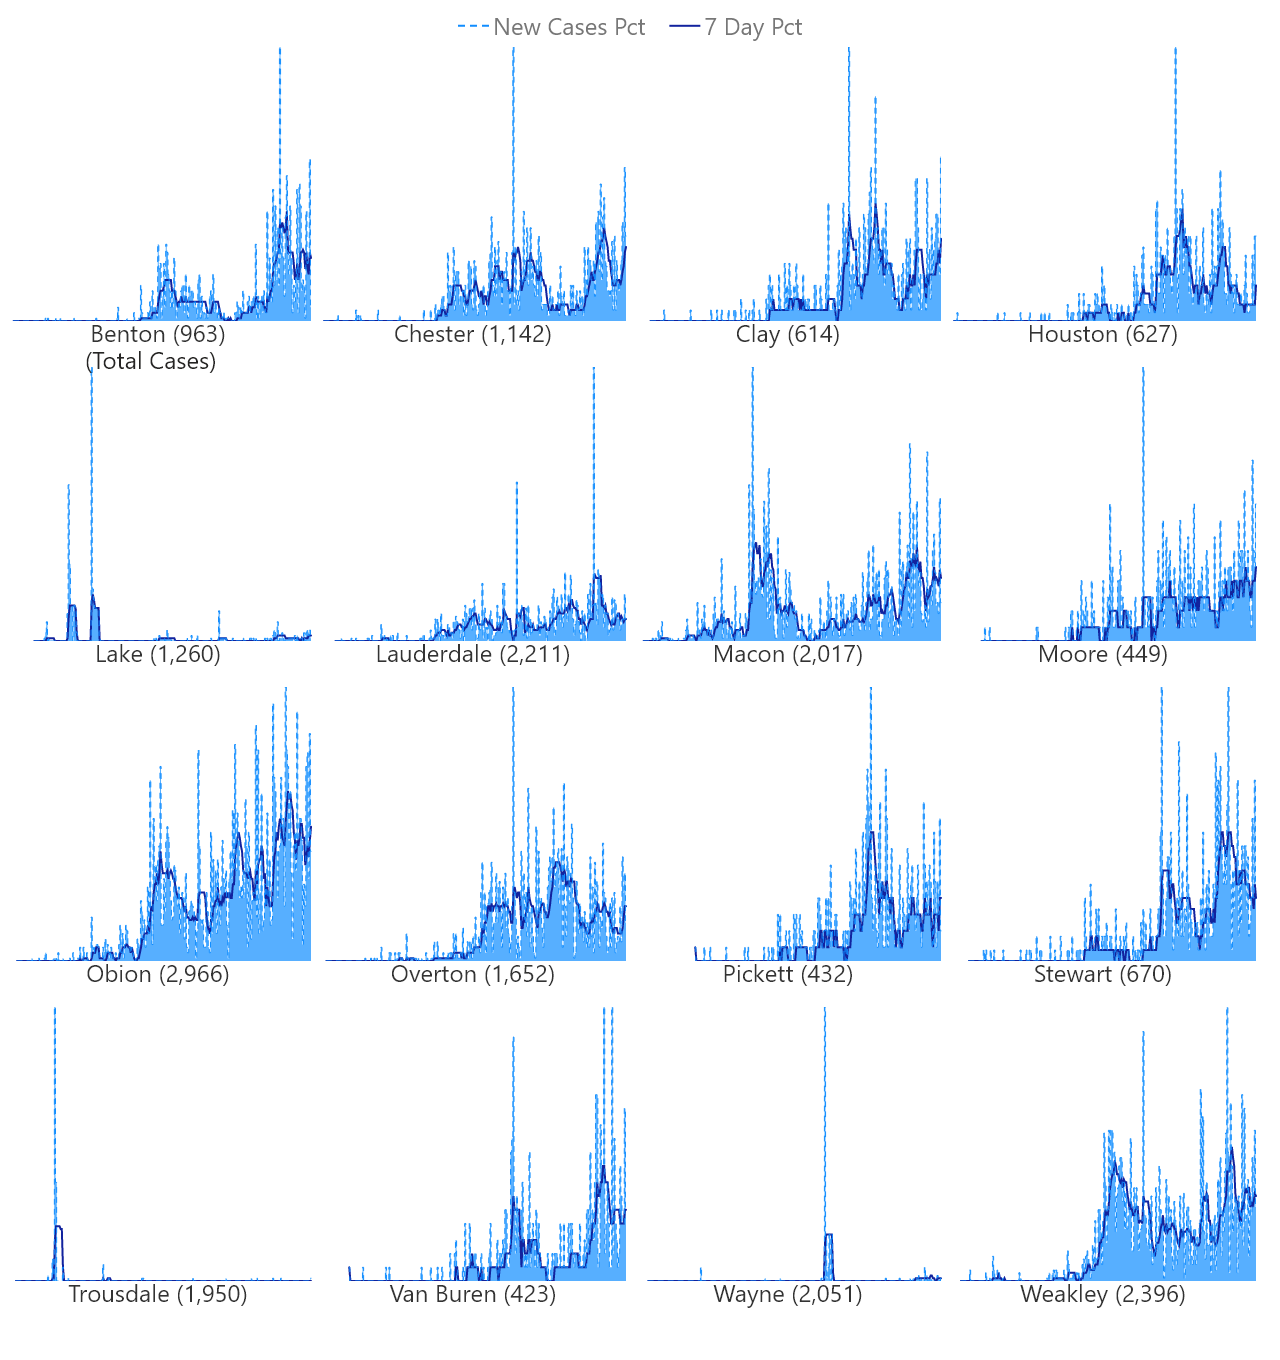 New Cases Pct 7 Day Pct
Benton (963) Chester (1,142) Clay (614) Houston (627)
(Total Cases)
Lake (1,260) Lauderdale (2,211) Macon (2,017) Moore (449)
Obion (2,966) Overton (1,652) Pickett (432) Stewart (670)
Trousdale (1,950) Van Buren (423) Wayne (2,051) Weakley (2,396)